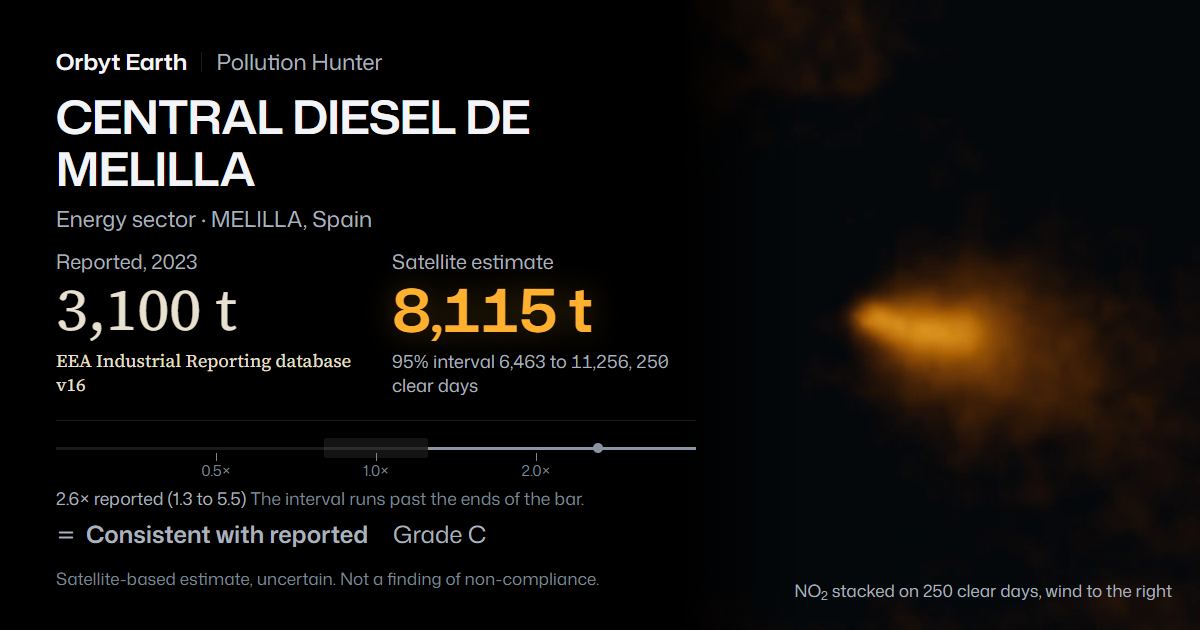 Orbyt Earth | Pollution Hunter
CENTRAL DIESEL DE
MELILLA
Energy sector · MELILLA, Spain
Reported, 2023
3,100 t
EEA Industrial Reporting database
v16
Satellite estimate
8,115 t
95% interval 6,463 to 11,256, 250
clear days
0.5× 1.0× 2.0×
2.6× reported (1.3 to 5.5) The interval runs past the ends of the bar.
= Consistent with reported Grade C
Satellite-based estimate, uncertain. Not a finding of non-compliance.
NO₂ stacked on 250 clear days, wind to the right